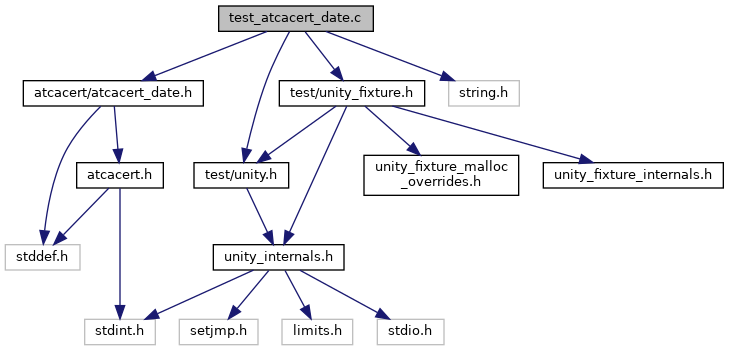 test_atcacert_date.c
atcacert/atcacert_date.h
test/unity_fixture.h
string.h
atcacert.h
test/unity.h
unity_fixture_malloc
_overrides.h
unity_fixture_internals.h
stddef.h
unity_internals.h
stdint.h
setjmp.h
limits.h
stdio.h